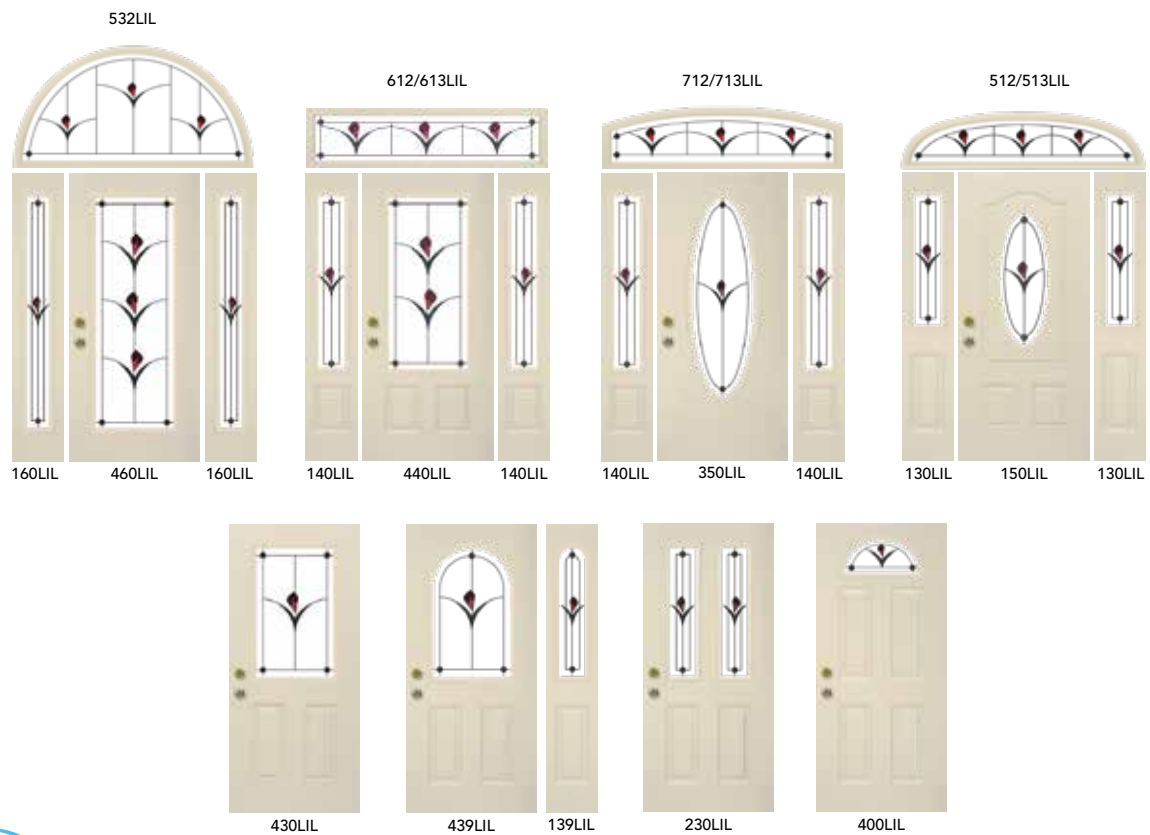 532LIL
612/613LIL
712/713LIL
512/513LIL
160LIL 460LIL 160LIL
140LIL 440LIL 140LIL
140LIL 350LIL 140LIL
130LIL 150LIL 130LIL
430LIL
439LIL 139LIL
230LIL
400LIL